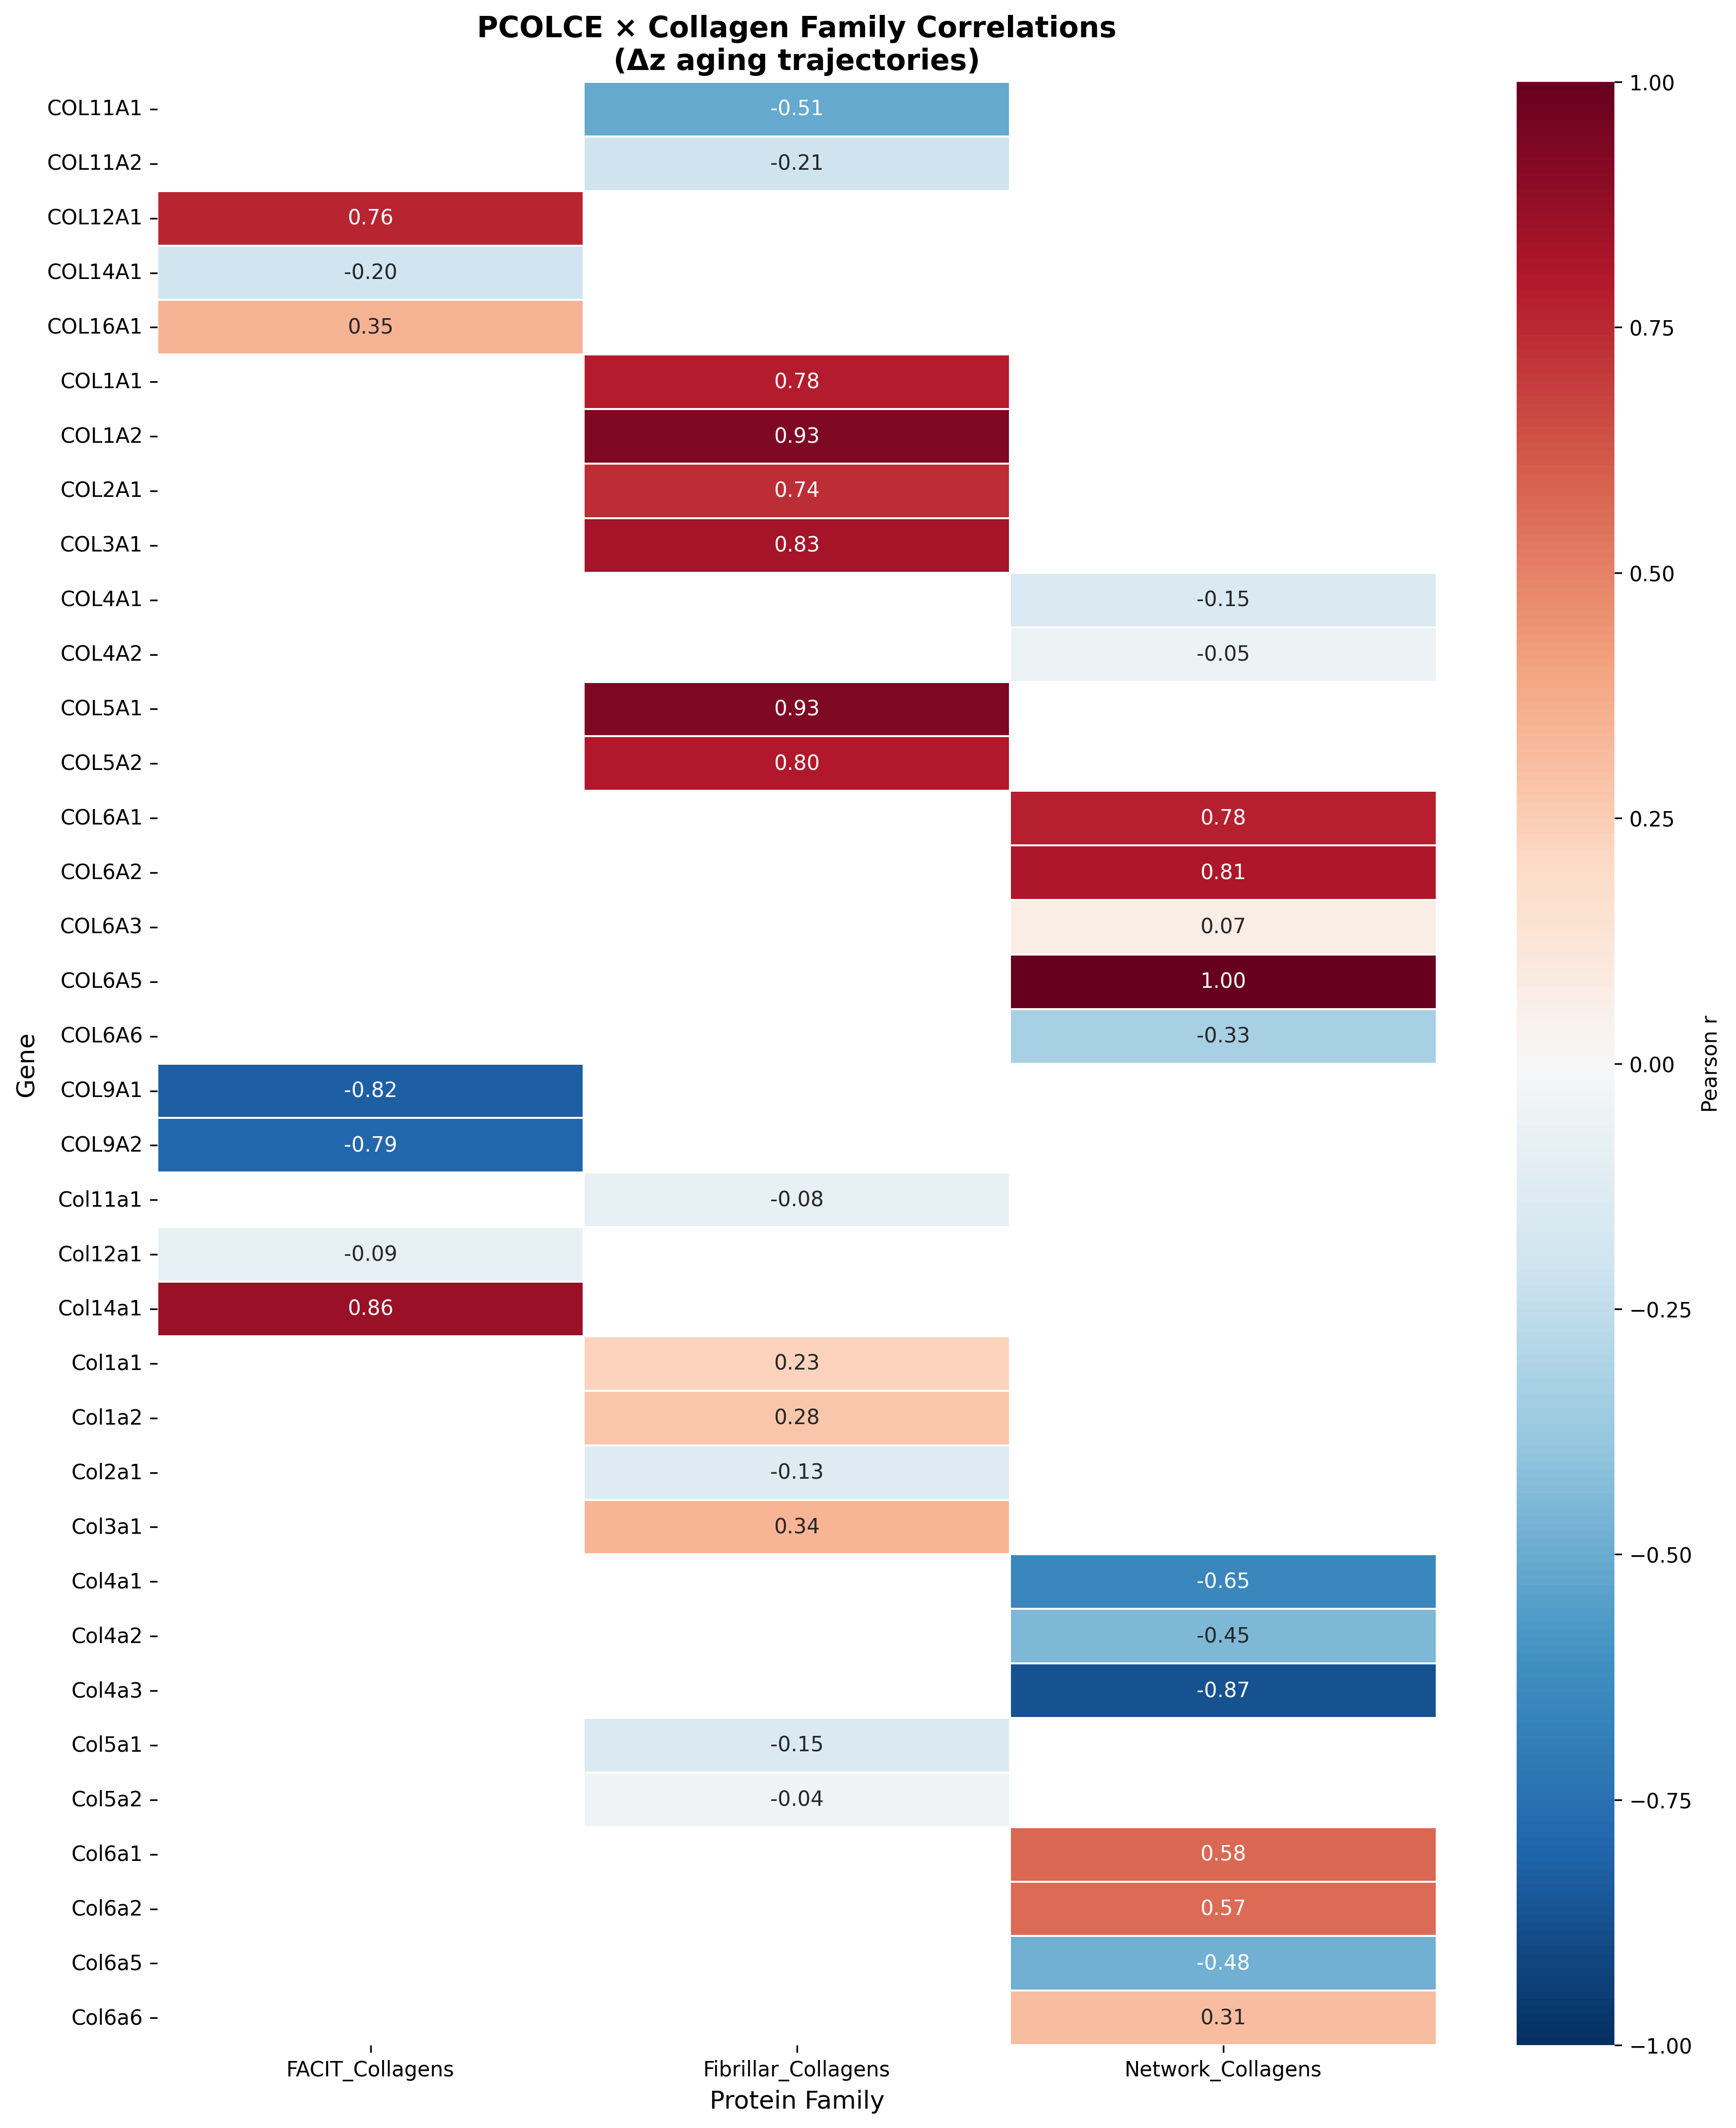 PCOLCE × Collagen Family Correlations
(Δz aging trajectories)
COL11A1 -0.51
COL11A2 -0.21
COL12A1 0.76
COL14A1 -0.20
COL16A1 0.35
COL1A1 0.78
COL1A2 0.93
COL2A1 0.74
COL3A1 0.83
COL4A1 -0.15
COL4A2 -0.05
COL5A1 0.93
COL5A2 0.80
COL6A1 0.78
COL6A2 0.81
COL6A3 0.07
COL6A5 1.00
COL6A6 -0.33
COL9A1 -0.82
COL9A2 -0.79
Col11a1 -0.08
Col12a1 -0.09
Col14a1 0.86
Col1a1 0.23
Col1a2 0.28
Col2a1 -0.13
Col3a1 0.34
Col4a1 -0.65
Col4a2 -0.45
Col4a3 -0.87
Col5a1 -0.15
Col5a2 -0.04
Col6a1 0.58
Col6a2 0.57
Col6a5 -0.48
Col6a6 0.31
Gene
FACIT_Collagens Fibrillar_Collagens Network_Collagens
Protein Family
1.00
0.75
0.50
0.25
0.00
−0.25
−0.50
−0.75
−1.00
Pearson r